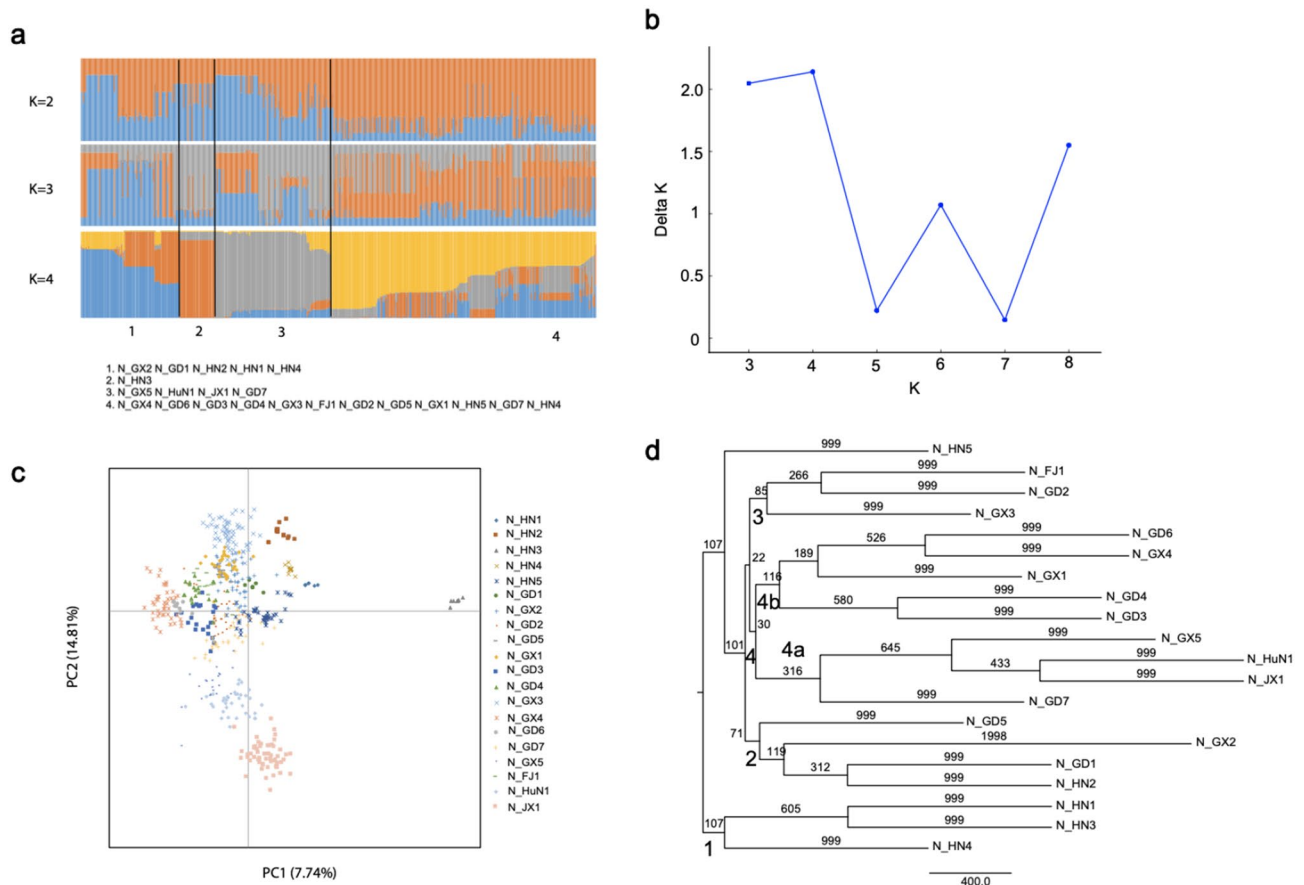 a
K=2
K=3
K=4
1 2 3 4
1. N_GX2 N_GD1 N_HN2 N_HN1 N_HN4
2. N_HN3
3. N_GX5 N_HuN1 N_JX1 N_GD7
4. N_GX4 N_GD6 N_GD3 N_GD4 N_GX3 N_FJ1 N_GD2 N_GD5 N_GX1 N_HN5 N_GD7 N_HN4
b
Delta K
2.0
1.5
1
0.5
0
3 4 5 6 7 8
K
c
PC2 (14.81%)
PC1 (7.74%)
N_HN1
N_HN2
N_HN3
N_HN4
N_HN5
N_GD1
N_GX2
N_GD2
N_GD5
N_GX1
N_GD3
N_GD4
N_GX3
N_GX4
N_GD6
N_GD7
N_GX5
N_FJ1
N_HuN1
N_JX1
d
999 N_HN5
999 N_FJ1
266
85
999 N_GD2
3
999 N_GX3
999 N_GD6
526
107
22
189
999 N_GX4
116
999 N_GX1
4b
580
999 N_GD4
30
999 N_GD3
4a
101
4
645
999 N_GX5
316
433
999 N_HuN1
999 N_JX1
999 N_GD7
71
999 N_GD5
119
1998 N_GX2
2
312
999 N_GD1
999 N_HN2
605
999 N_HN1
107
999 N_HN3
1
999 N_HN4
400.0